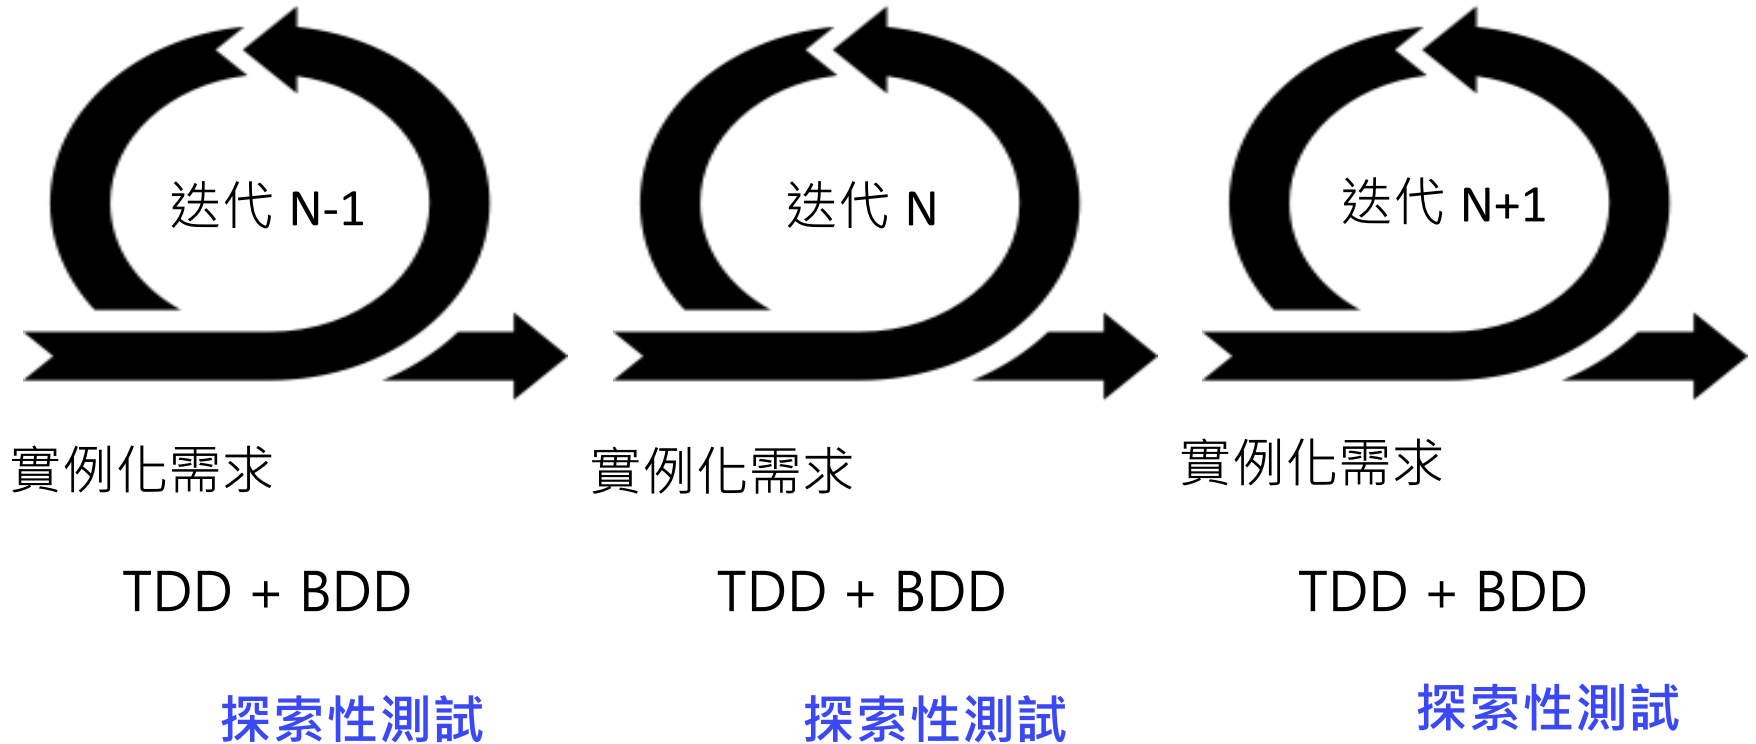 迭代 N-1
迭代 N
迭代 N+1
實例化需求
實例化需求
實例化需求
TDD + BDD
TDD + BDD
TDD + BDD
探索性測試
探索性測試
探索性測試